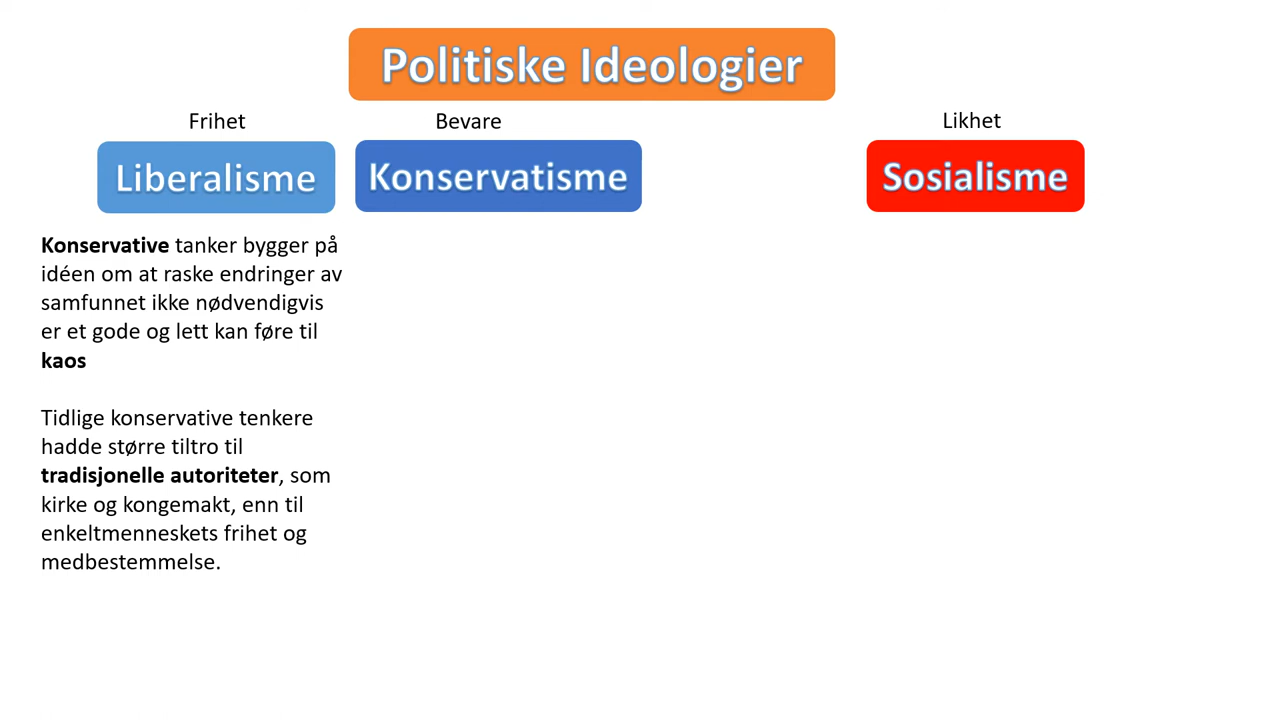 Politiske Ideologier
Frihet
Bevare
Likhet
Liberalisme
Konservatisme
Sosialisme
Konservative tanker bygger på
idéen om at raske endringer av
samfunnet ikke nødvendigvis
er et gode og lett kan føre til
kaos
Tidlige konservative tenkere
hadde større tiltro til
tradisjonelle autoriteter, som
kirke og kongemakt, enn til
enkeltmenneskets frihet og
medbestemmelse.